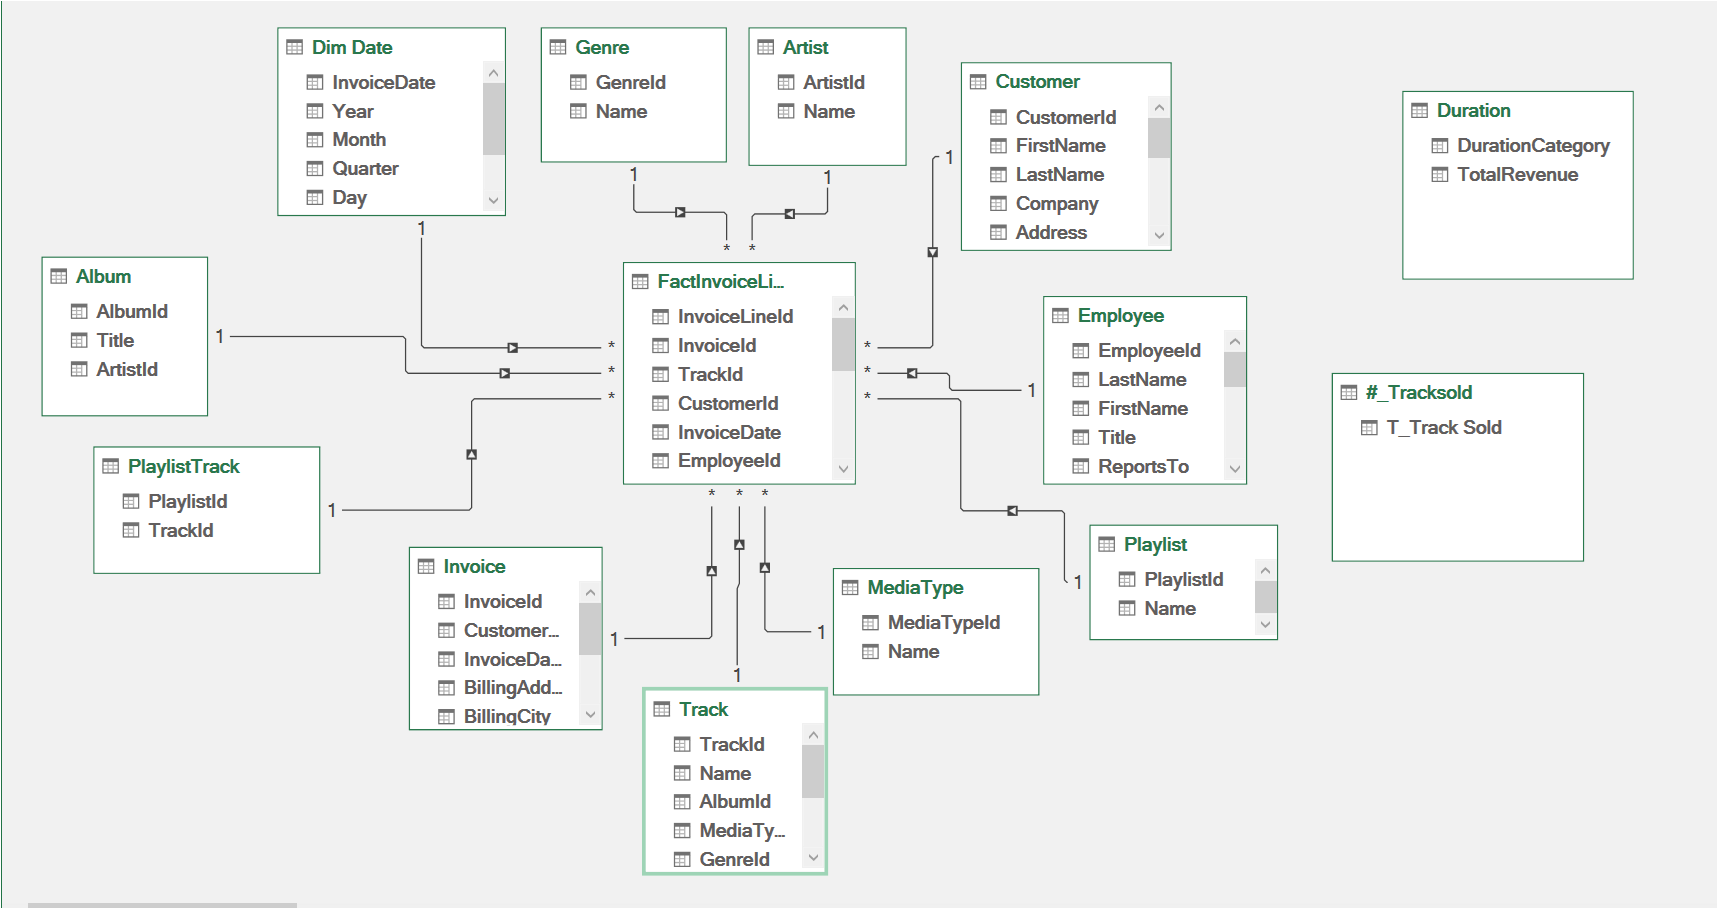 Dim Date
InvoiceDate
Year
Month
Quarter
Day
1
Genre
GenreId
Name
1
Artist
ArtistId
Name
1
Customer
CustomerId
FirstName
LastName
Company
Address
1
Duration
DurationCategory
TotalRevenue
Album
AlbumId
Title
ArtistId
1
FactInvoiceLi...
InvoiceLineId
InvoiceId
TrackId
CustomerId
InvoiceDate
EmployeeId
* *
*
*
*
*
*
*
* * *
Employee
EmployeeId
LastName
FirstName
Title
ReportsTo
1
#_Tracksold
T_Track Sold
PlaylistTrack
PlaylistId
TrackId
1
Invoice
InvoiceId
Customer...
InvoiceDa...
BillingAdd...
BillingCity
1
MediaType
MediaTypeId
Name
1
Playlist
PlaylistId
Name
1
Track
TrackId
Name
AlbumId
MediaTy...
GenreId
1